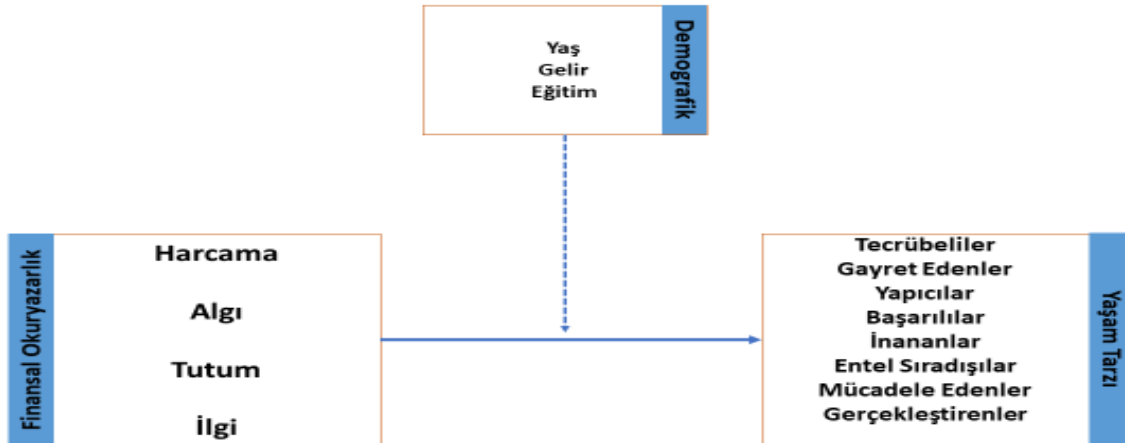 Yaş
Gelir
Eğitim
Demografik
Finansal Okuryazarlık
Harcama
Algı
Tutum
İlgi
Tecrübeliler
Gayret Edenler
Yapıcılar
Başarılılar
İnananlar
Entel Sıradışılar
Mücadele Edenler
Gerçekleştirenler
Yaşam Tarzı